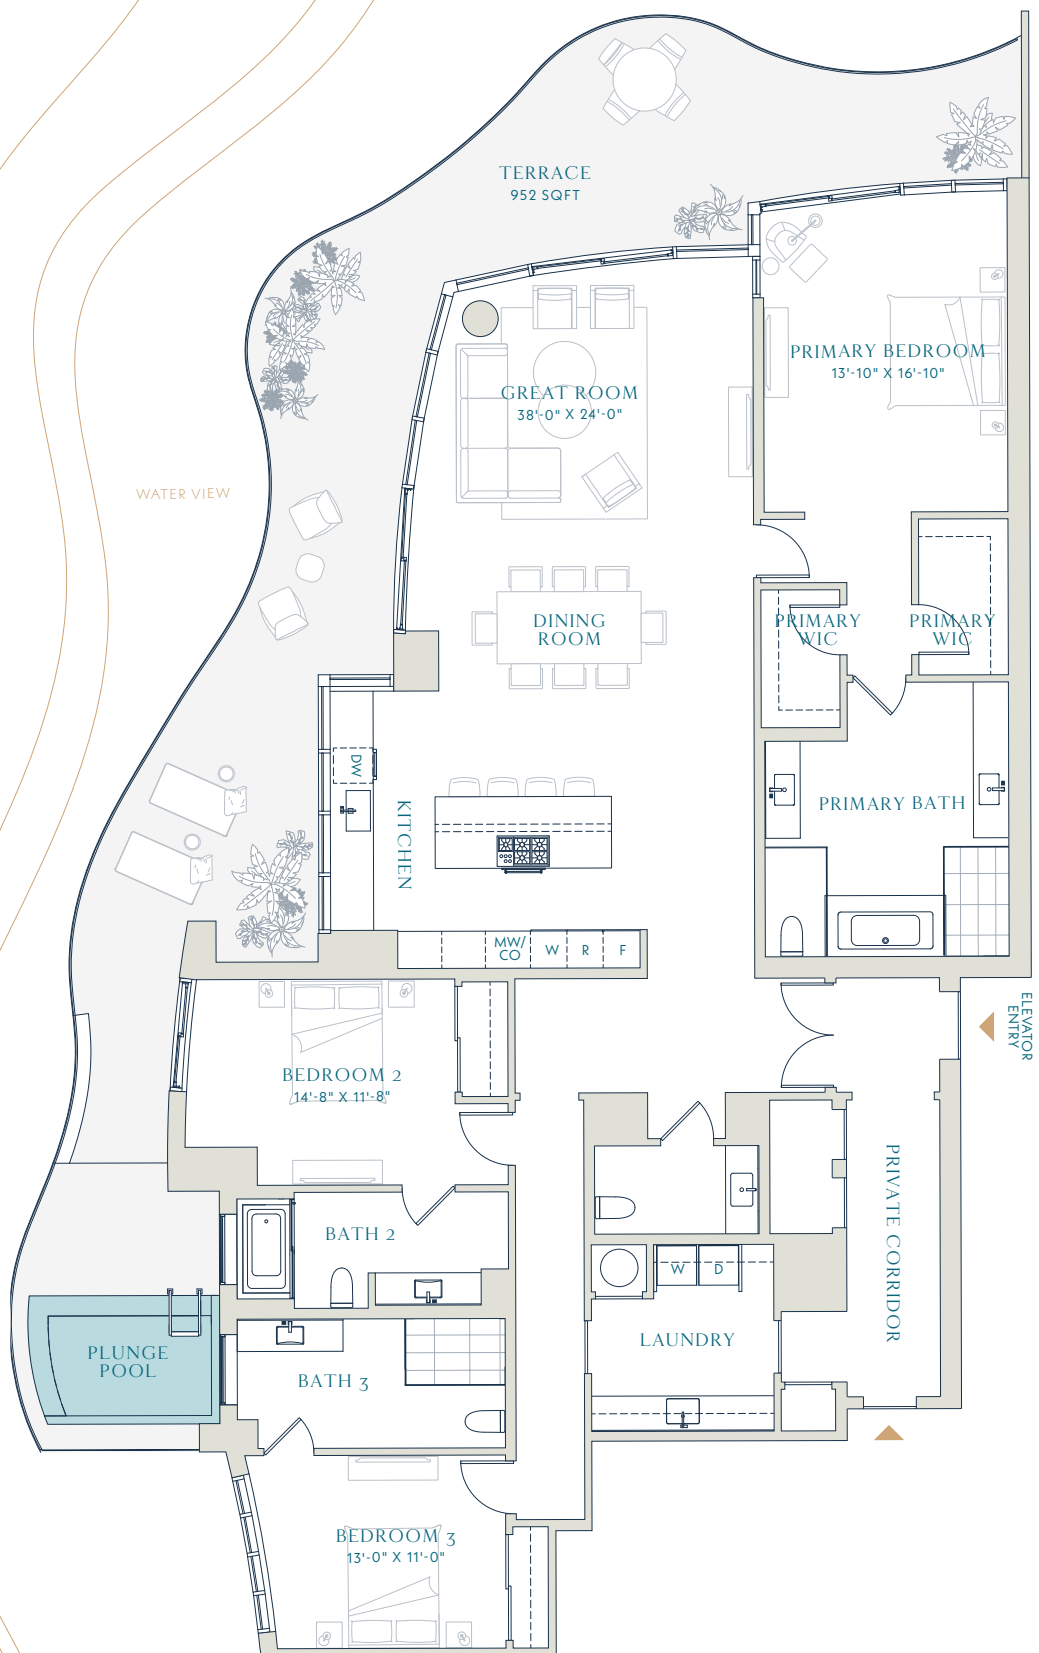 TERRACE
952 SQFT
PRIMARY BEDROOM
13'-10" X 16'-10"
GREAT ROOM
38'-0" X 24'-0"
WATER VIEW
DINING
ROOM
PRIMARY
WIC
PRIMARY
WIC
DW
KITCHEN
PRIMARY BATH
MW/
CO
W
R
F
ELEVATOR
ENTRY
BEDROOM 2
14'-8" X 11'-8"
PRIVATE CORRIDOR
BATH 2
W
D
LAUNDRY
PLUNGE
POOL
BATH 3
BEDROOM 3
13'-0" X 11'-0"